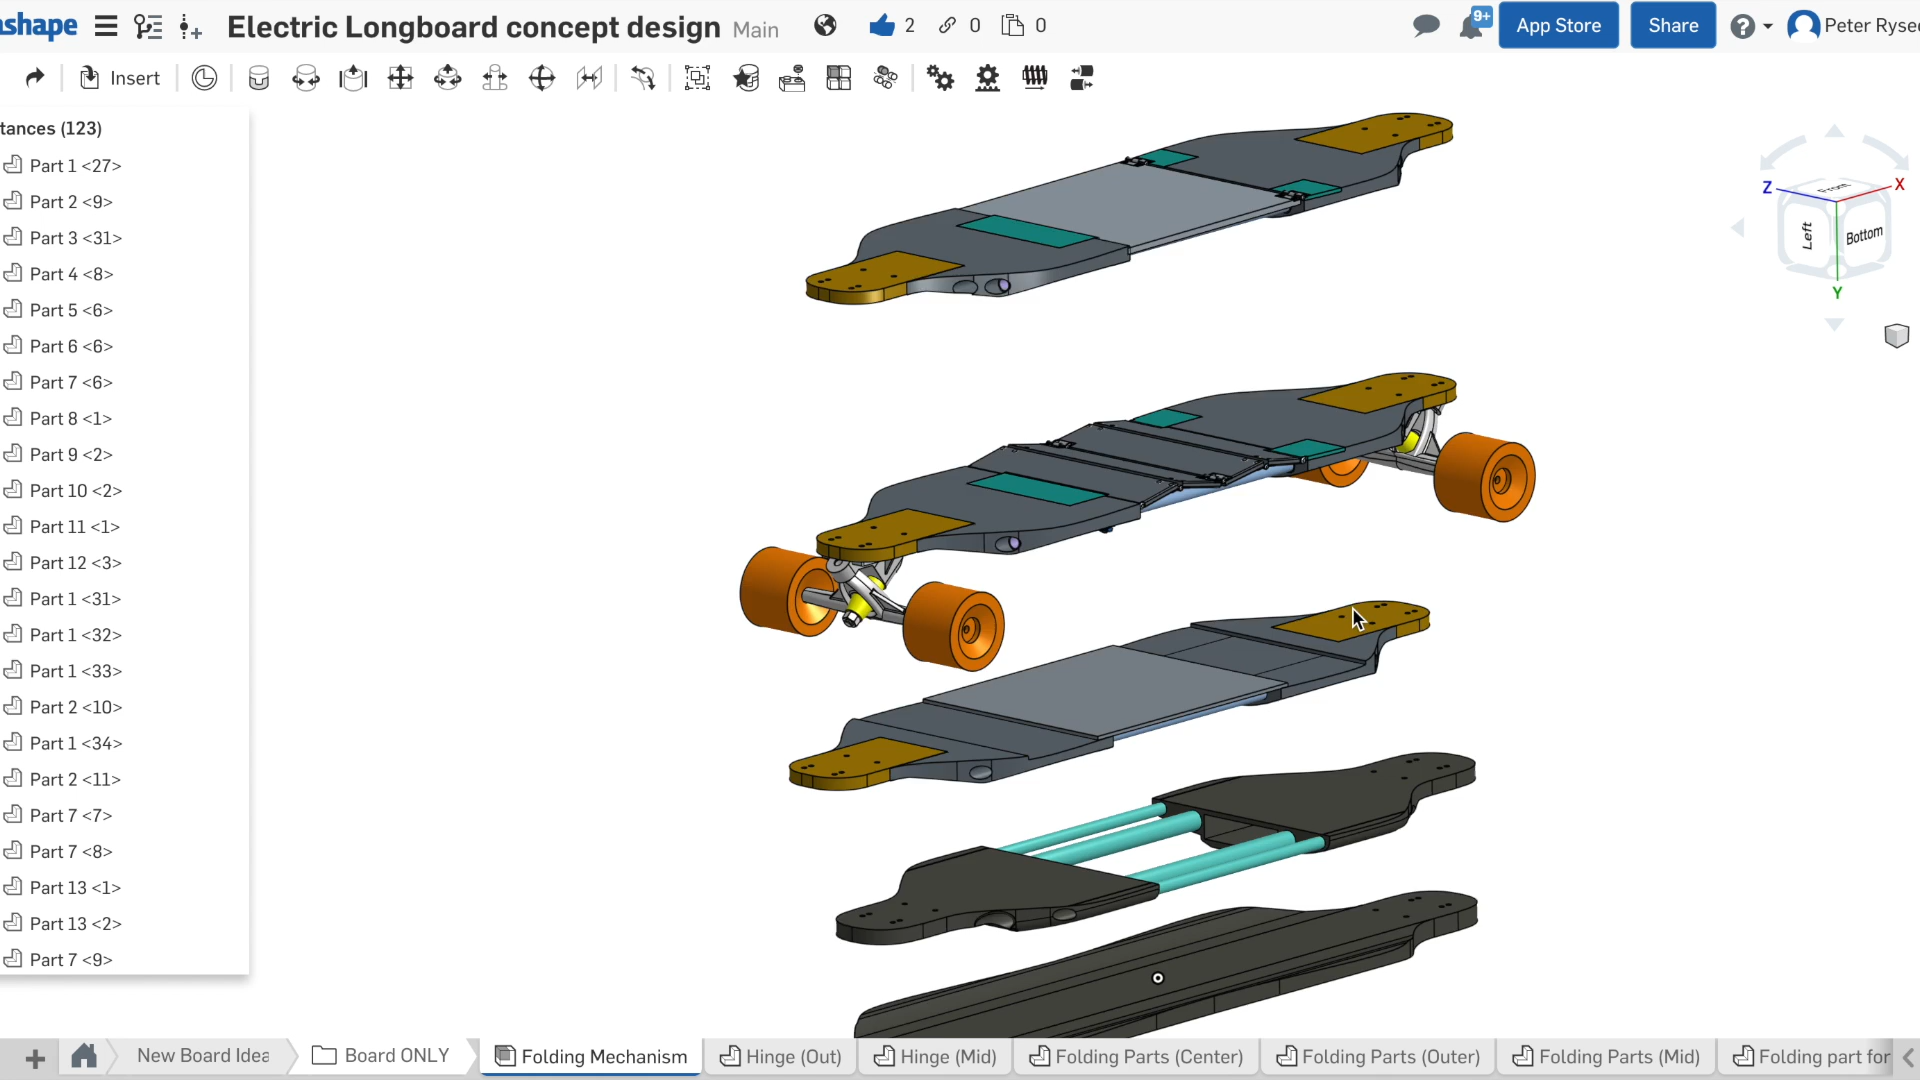 shape Electric Longboard concept design Main 2 0 0 9+ App Store Share Peter Ryse
Insert
tances (123)
Part 1 <27>
Part 2 <9>
Part 3 <31>
Part 4 <8>
Part 5 <6>
Part 6 <6>
Part 7 <6>
Part 8 <1>
Part 9 <2>
Part 10 <2>
Part 11 <1>
Part 12 <3>
Part 1 <31>
Part 1 <32>
Part 1 <33>
Part 2 <10>
Part 1 <34>
Part 2 <11>
Part 7 <7>
Part 7 <8>
Part 13 <1>
Part 13 <2>
Part 7 <9>
Z X
Front
Left Bottom
Y
New Board Idea Board ONLY Folding Mechanism Hinge (Out) Hinge (Mid) Folding Parts (Center) Folding Parts (Outer) Folding Parts (Mid) Folding part for